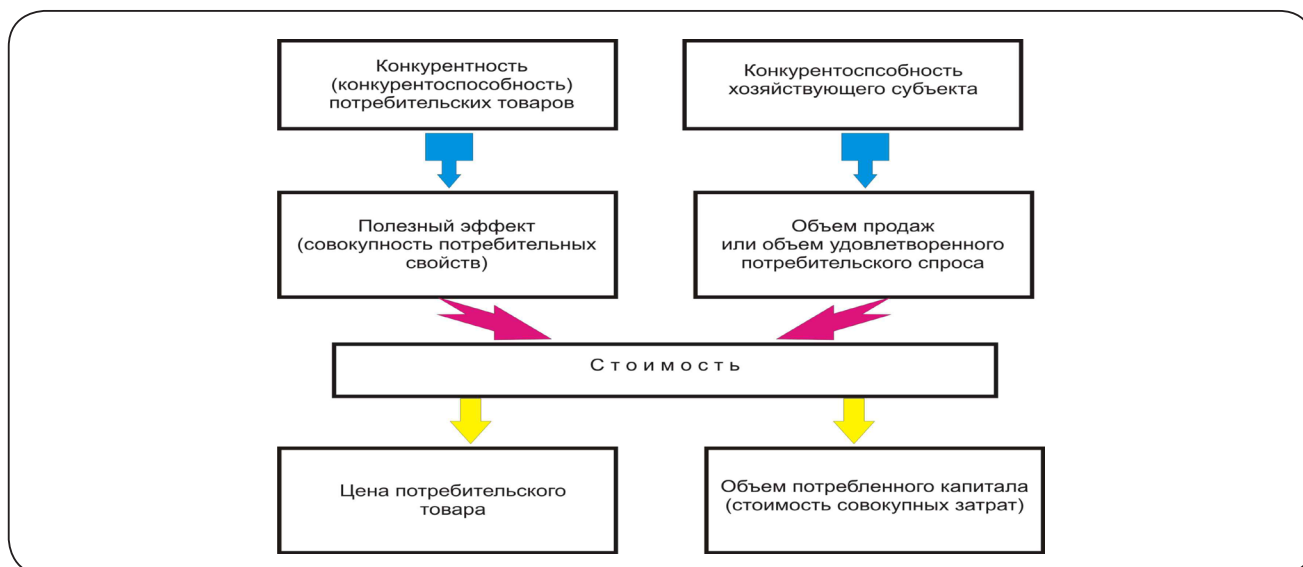 Конкурентность
(конкурентоспособность)
потребительских товаров
Конкурентоспсобность
хозяйствующего субъекта
Полезный эффект
(совокупность потребительных
свойств)
Объем продаж
или объем удовлетворенного
потребительского спроса
Стоимость
Цена потребительского
товара
Объем потребленного капитала
(стоимость совокупных затрат)